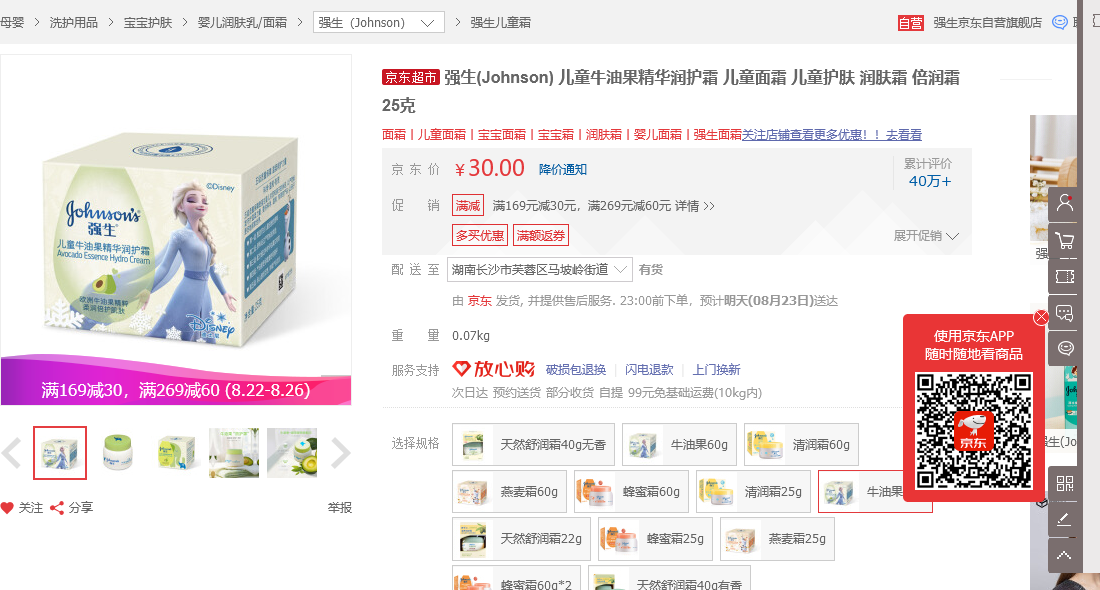 母婴 > 洗护用品 > 宝宝护肤 > 婴儿润肤乳/面霜 > 强生（Johnson） > 强生儿童霜
自营 强生京东自营旗舰店
京东超市 强生(Johnson) 儿童牛油果精华润护霜 儿童面霜 儿童护肤 润肤霜 倍润霜
25克
面霜丨儿童面霜丨宝宝面霜丨宝宝霜丨润肤霜丨婴儿面霜丨强生面霜关注店铺查看更多优惠！！去看看
京东价 ￥30.00 降价通知
累计评价
40万+
促销 满减 满169元减30元，满269元减60元 详情 >>
多买优惠 满额返券
展开促销
配送至 湖南长沙市芙蓉区马坡岭街道 有货
由 京东 发货, 并提供售后服务. 23:00前下单，预计明天(08月23日)送达
重量 0.07kg
服务支持 放心购 破损包退换 闪电退款 上门换新
次日达 预约送货 部分收货 自提 99元免基础运费(10kg内)
选择规格 天然舒润霜40g无香 牛油果60g 清润霜60g
燕麦霜60g 蜂蜜霜60g 清润霜25g 牛油果
天然舒润霜22g 蜂蜜霜25g 燕麦霜25g
蜂蜜霜60g*2 天然舒润霜40g有香
©Disney
Johnson's
强生
儿童牛油果精华润护霜
Avocado Essence Hydro Cream
欧洲牛油果精粹
柔润倍护肌肤
Disney
满169减30，满269减60 (8.22-8.26)
关注 分享
举报
使用京东APP
随时随地看商品
京东
强
生(Jo